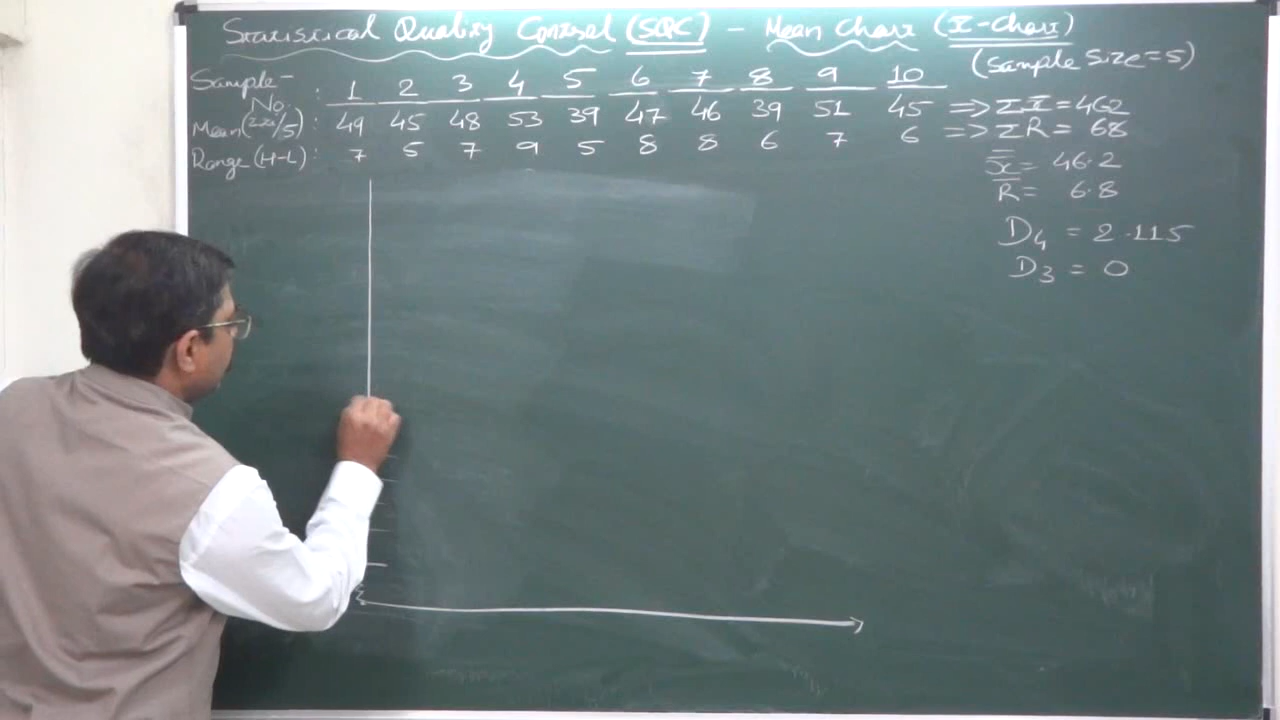 Statistical Quality Control (SQC) - Mean Chart (x̄-Chart)
(Sample Size=5)
Sample-No. : 1 2 3 4 5 6 7 8 9 10
Mean(Σxi/5) : 49 45 48 53 39 47 46 39 51 45 => Σx̄ = 462
Range (H-L) : 7 5 7 9 5 8 8 6 7 6 => ΣR = 68
x̿ = 46.2
R̄ = 6.8
D4 = 2.115
D3 = 0